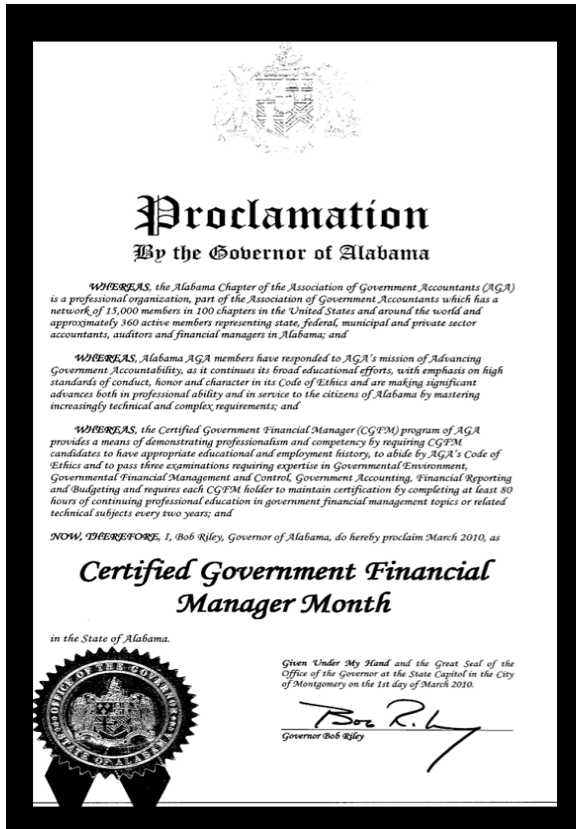 Proclamation
By the Governor of Alabama
WHEREAS, the Alabama Chapter of the Association of Government Accountants (AGA)
is a professional organization, part of the Association of Government Accountants which has a
network of 15,000 members in 100 chapters in the United States and around the world and
approximately 360 active members representing state, federal, municipal and private sector
accountants, auditors and financial managers in Alabama; and
WHEREAS, Alabama AGA members have responded to AGA's mission of Advancing
Government Accountability, as it continues its broad educational efforts, with emphasis on high
standards of conduct, honor and character in its Code of Ethics and are making significant
advances both in professional ability and in service to the citizens of Alabama by mastering
increasingly technical and complex requirements; and
WHEREAS, the Certified Government Financial Manager (CGFM) program of AGA
provides a means of demonstrating professionalism and competency by requiring CGFM
candidates to have appropriate educational and employment history, to abide by AGA's Code of
Ethics and to pass three examinations requiring expertise in Governmental Environment,
Governmental Financial Management and Control, Government Accounting, Financial Reporting
and Budgeting and requires each CGFM holder to maintain certification by completing at least 80
hours of continuing professional education in government financial management topics or related
technical subjects every two years; and
NOW, THEREFORE, I, Bob Riley, Governor of Alabama, do hereby proclaim March 2010, as
Certified Government Financial
Manager Month
in the State of Alabama.
Given Under My Hand and the Great Seal of the
Office of the Governor at the State Capitol in the City
of Montgomery on the 1st day of March 2010.
Bob Riley
Governor Bob Riley
OFFICE OF THE GOVERNOR
STATE OF ALABAMA